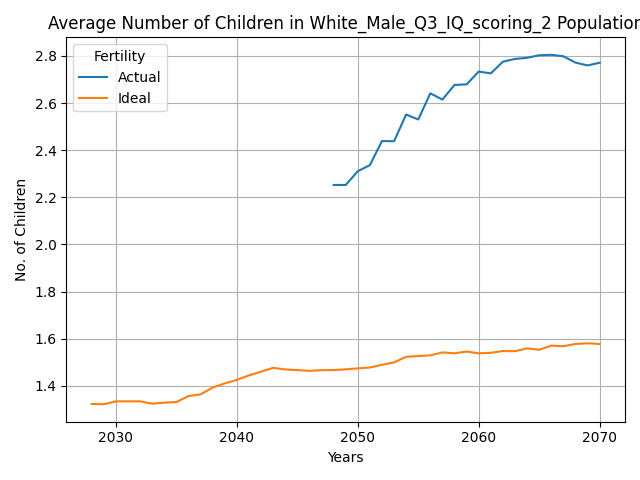 Average Number of Children in White_Male_Q3_IQ_scoring_2 Population
Fertility
Actual
Ideal
No. of Children
2.8
2.6
2.4
2.2
2.0
1.8
1.6
1.4
2030
2040
2050
2060
2070
Years